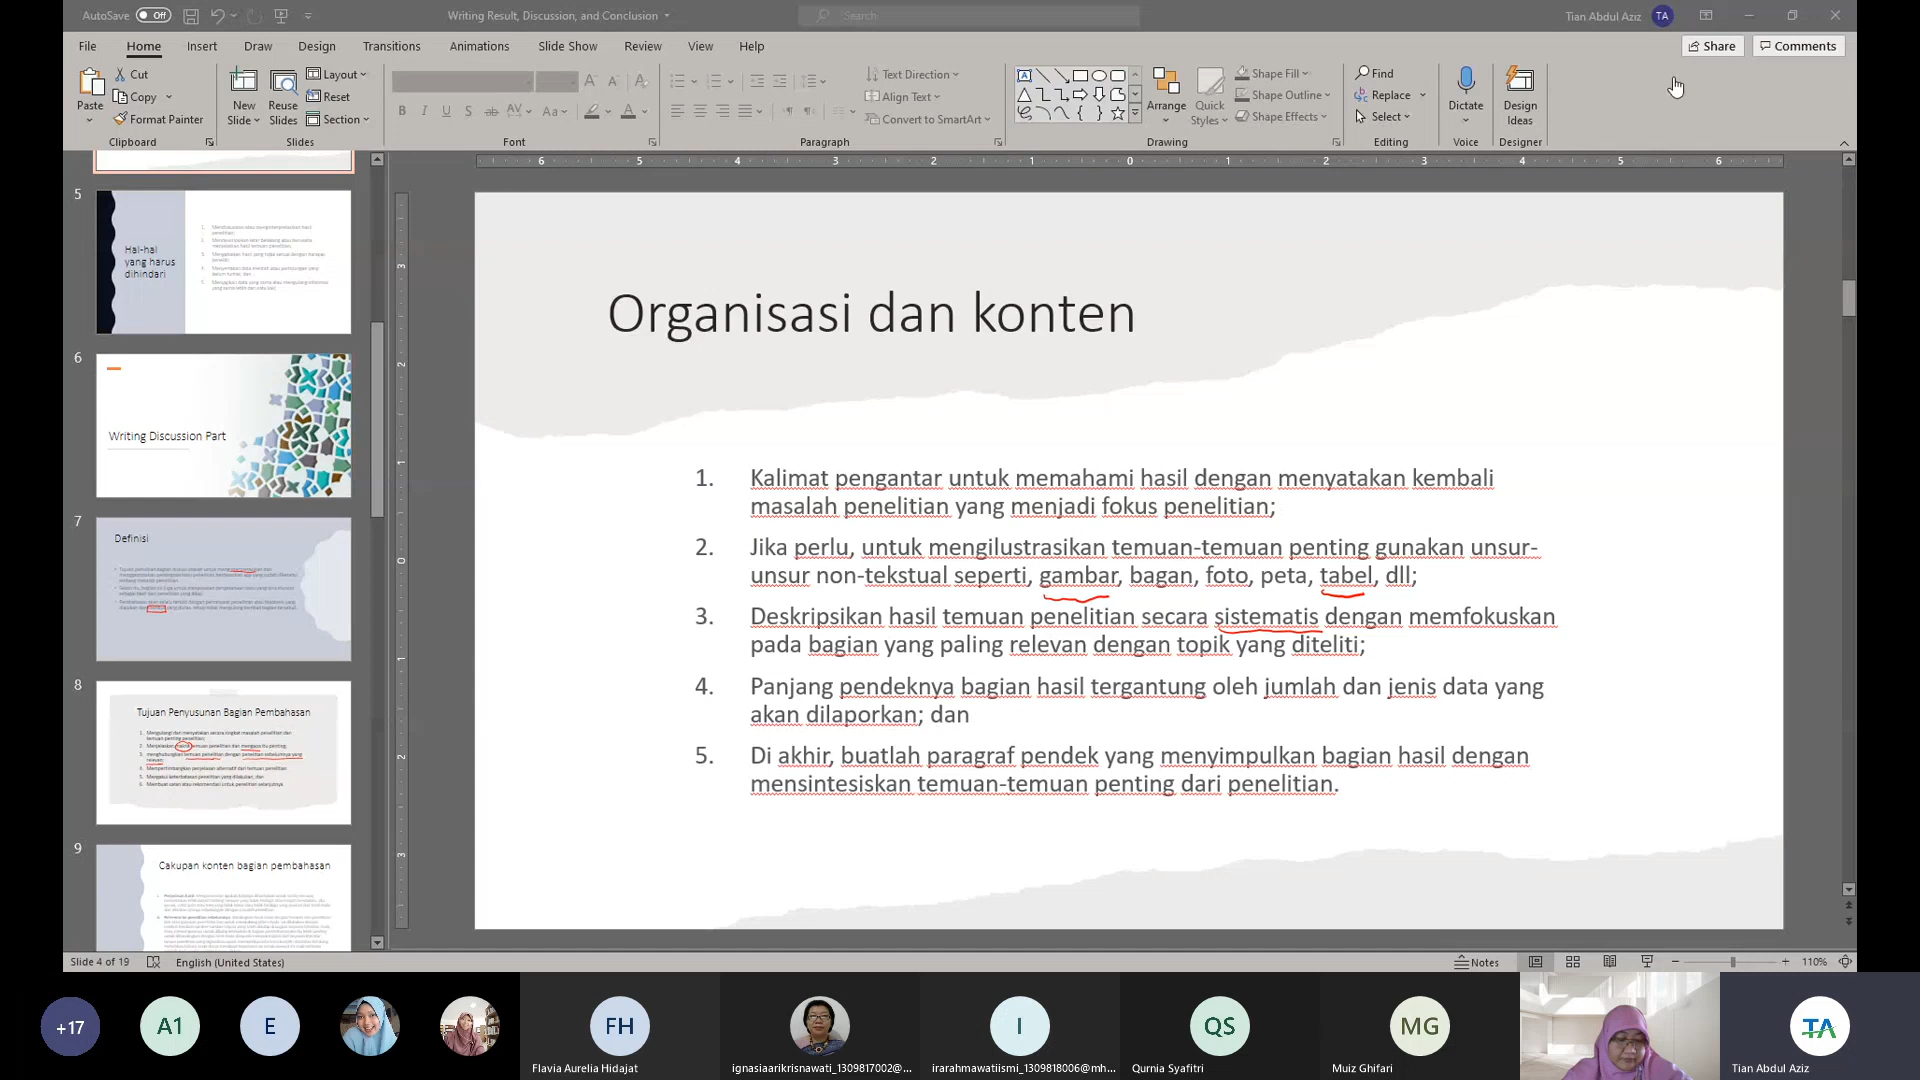 AutoSave Off
Writing Result, Discussion, and Conclusion
Search
Tian Abdul Aziz TA
File Home Insert Draw Design Transitions Animations Slide Show Review View Help
Share Comments
Paste
Cut
Copy
Format Painter
Clipboard
New Slide
Reuse Slides
Layout
Reset
Section
Slides
Font
Text Direction
Align Text
Convert to SmartArt
Paragraph
Arrange
Quick Styles
Shape Fill
Shape Outline
Shape Effects
Drawing
Find
Replace
Select
Editing
Dictate
Voice
Design Ideas
Designer
5
Hal-hal
yang harus
dihindari
6
Writing Discussion Part
7
Definisi
8
Tujuan Penyusunan Bagian Pembahasan
9
Cakupan konten bagian pembahasan
Organisasi dan konten
1. Kalimat pengantar untuk memahami hasil dengan menyatakan kembali
masalah penelitian yang menjadi fokus penelitian;
2. Jika perlu, untuk mengilustrasikan temuan-temuan penting gunakan unsur-
unsur non-tekstual seperti, gambar, bagan, foto, peta, tabel, dll;
3. Deskripsikan hasil temuan penelitian secara sistematis dengan memfokuskan
pada bagian yang paling relevan dengan topik yang diteliti;
4. Panjang pendeknya bagian hasil tergantung oleh jumlah dan jenis data yang
akan dilaporkan; dan
5. Di akhir, buatlah paragraf pendek yang menyimpulkan bagian hasil dengan
mensintesiskan temuan-temuan penting dari penelitian.
Slide 4 of 19
English (United States)
Notes
110%
+17
A1
E
FH
Flavia Aurelia Hidajat
ignasiaarikrisnawati_1309817002@...
I
irarahmawatiismi_1309818006@mh...
QS
Qurnia Syafitri
MG
Muiz Ghifari
TA
Tian Abdul Aziz